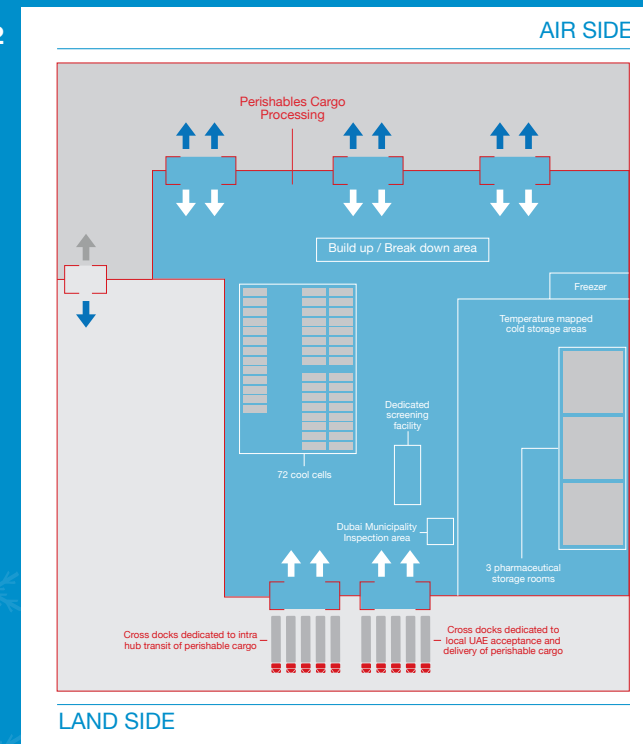 2
AIR SIDE
Perishables Cargo
Processing
Build up / Break down area
Freezer
Temperature mapped
cold storage areas
Dedicated
screening
facility
72 cool cells
Dubai Municipality
Inspection area
3 pharmaceutical
storage rooms
Cross docks dedicated to intra
hub transit of perishable cargo
Cross docks dedicated to
local UAE acceptance and
delivery of perishable cargo
LAND SIDE